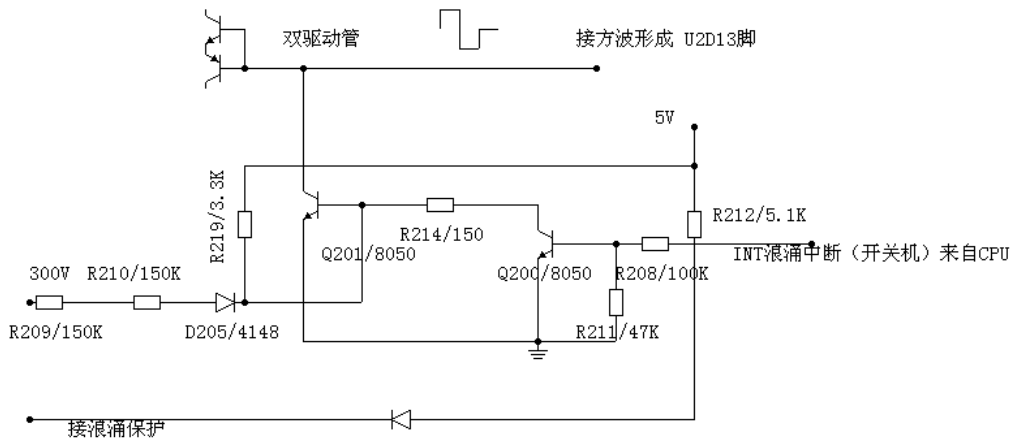 双驱动管
接方波形成 U2D13脚
5V
R219/3.3K
R212/5.1K
R214/150
Q201/8050
Q200/8050
R208/100K
INT浪涌中断（开关机）来自CPU
300V
R210/150K
R209/150K
D205/4148
R211/47K
接浪涌保护